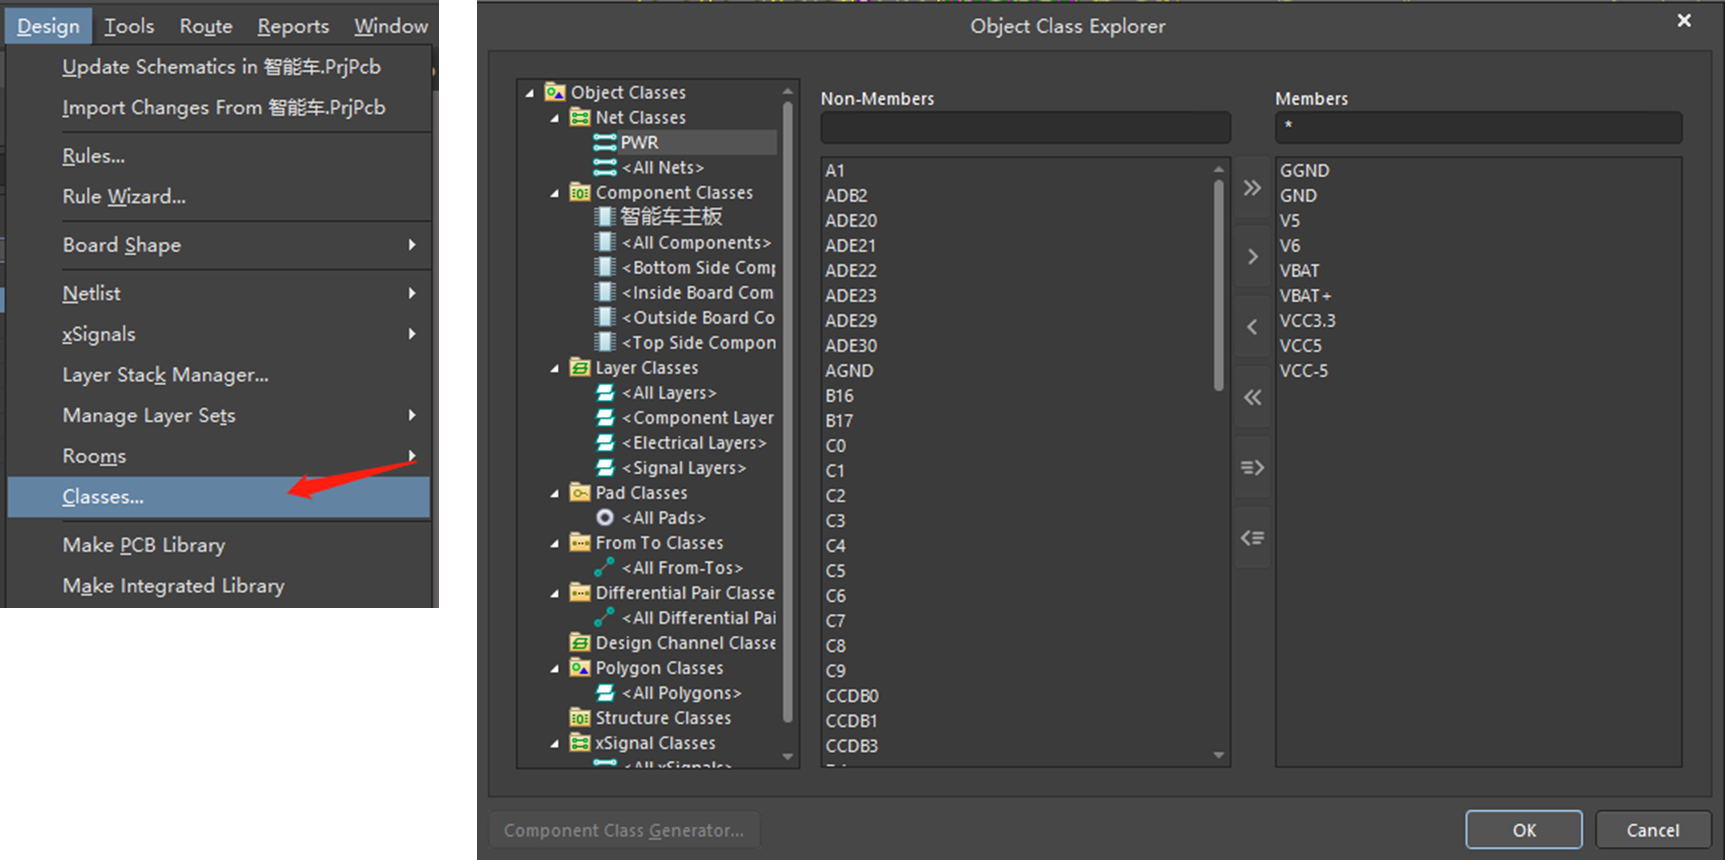 Design Tools Route Reports Window
Update Schematics in 智能车.PrjPcb
Import Changes From 智能车.PrjPcb
Rules...
Rule Wizard...
Board Shape
Netlist
xSignals
Layer Stack Manager...
Manage Layer Sets
Rooms
Classes...
Make PCB Library
Make Integrated Library
Object Class Explorer
Object Classes
Net Classes
PWR
<All Nets>
Component Classes
智能车主板
<All Components>
<Bottom Side Comp
<Inside Board Com
<Outside Board Co
<Top Side Compon
Layer Classes
<All Layers>
<Component Layer
<Electrical Layers>
<Signal Layers>
Pad Classes
<All Pads>
From To Classes
<All From-Tos>
Differential Pair Classe
<All Differential Pai
Design Channel Classe
Polygon Classes
<All Polygons>
Structure Classes
xSignal Classes
<All xSignals>
Non-Members
A1
ADB2
ADE20
ADE21
ADE22
ADE23
ADE29
ADE30
AGND
B16
B17
C0
C1
C2
C3
C4
C5
C6
C7
C8
C9
CCDB0
CCDB1
CCDB3
Members
*
GGND
GND
V5
V6
VBAT
VBAT+
VCC3.3
VCC5
VCC-5
Component Class Generator...
OK
Cancel